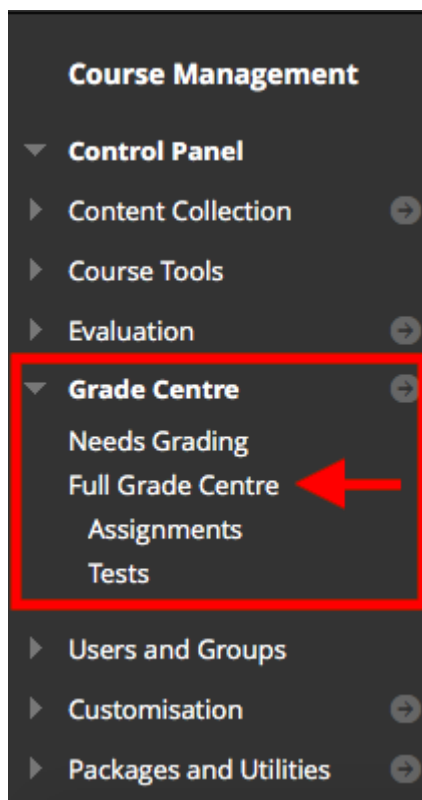 Course Management
Control Panel
Content Collection
Course Tools
Evaluation
Grade Centre
Needs Grading
Full Grade Centre
Assignments
Tests
Users and Groups
Customisation
Packages and Utilities